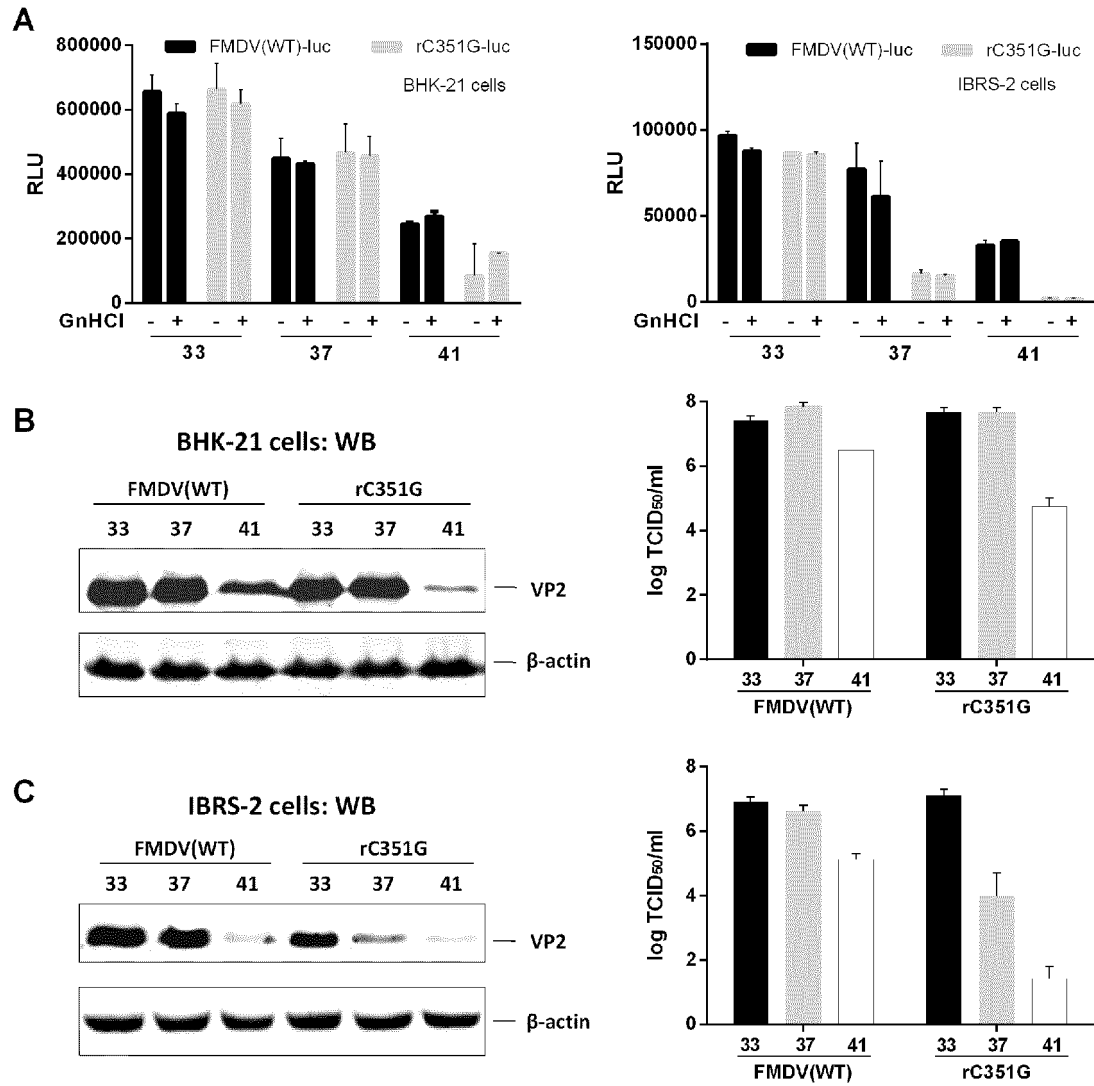 A
800000
600000
400000
200000
0
RLU
FMDV(WT)-luc
rC351G-luc
BHK-21 cells
GnHCl - + - + - + - + - + - +
33 37 41
150000
100000
50000
0
RLU
FMDV(WT)-luc
rC351G-luc
IBRS-2 cells
GnHCl - + - + - + - + - + - +
33 37 41
B
BHK-21 cells: WB
FMDV(WT) rC351G
33 37 41 33 37 41
VP2
β-actin
8
6
4
2
0
log TCID50/ml
33 37 41 33 37 41
FMDV(WT) rC351G
C
IBRS-2 cells: WB
FMDV(WT) rC351G
33 37 41 33 37 41
VP2
β-actin
8
6
4
2
0
log TCID50/ml
33 37 41 33 37 41
FMDV(WT) rC351G